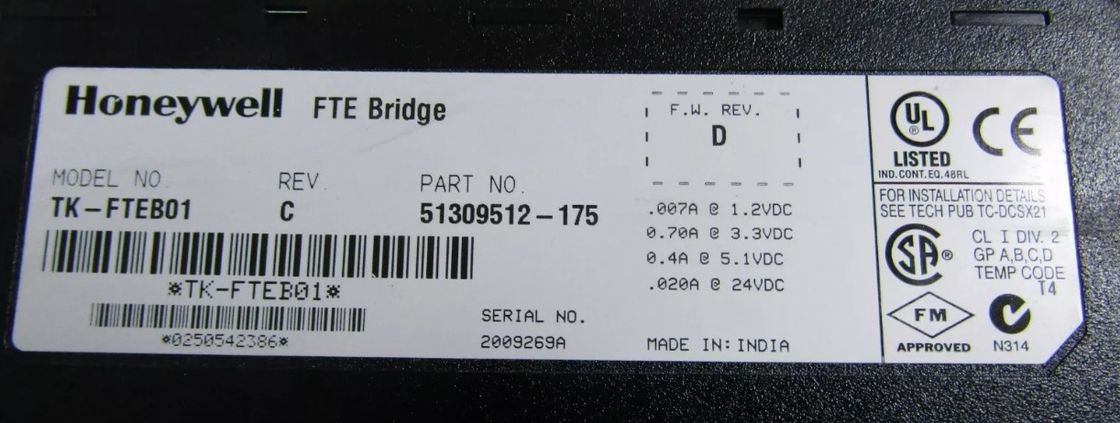 Honeywell FTE Bridge
F.W. REV.
D
MODEL NO. REV. PART NO.
TK-FTEB01 C 51309512-175
*TK-FTEB01*
*0250542386*
SERIAL NO.
2009269A
.007A @ 1.2VDC
0.70A @ 3.3VDC
0.4A @ 5.1VDC
.020A @ 24VDC
MADE IN: INDIA
UL ®
LISTED
IND. CONT. EQ. 48RL
CE
FOR INSTALLATION DETAILS
SEE TECH PUB TC-DCSX21
SA ®
CL I DIV. 2
GP A,B,C,D
TEMP CODE
T4
FM
APPROVED
N314